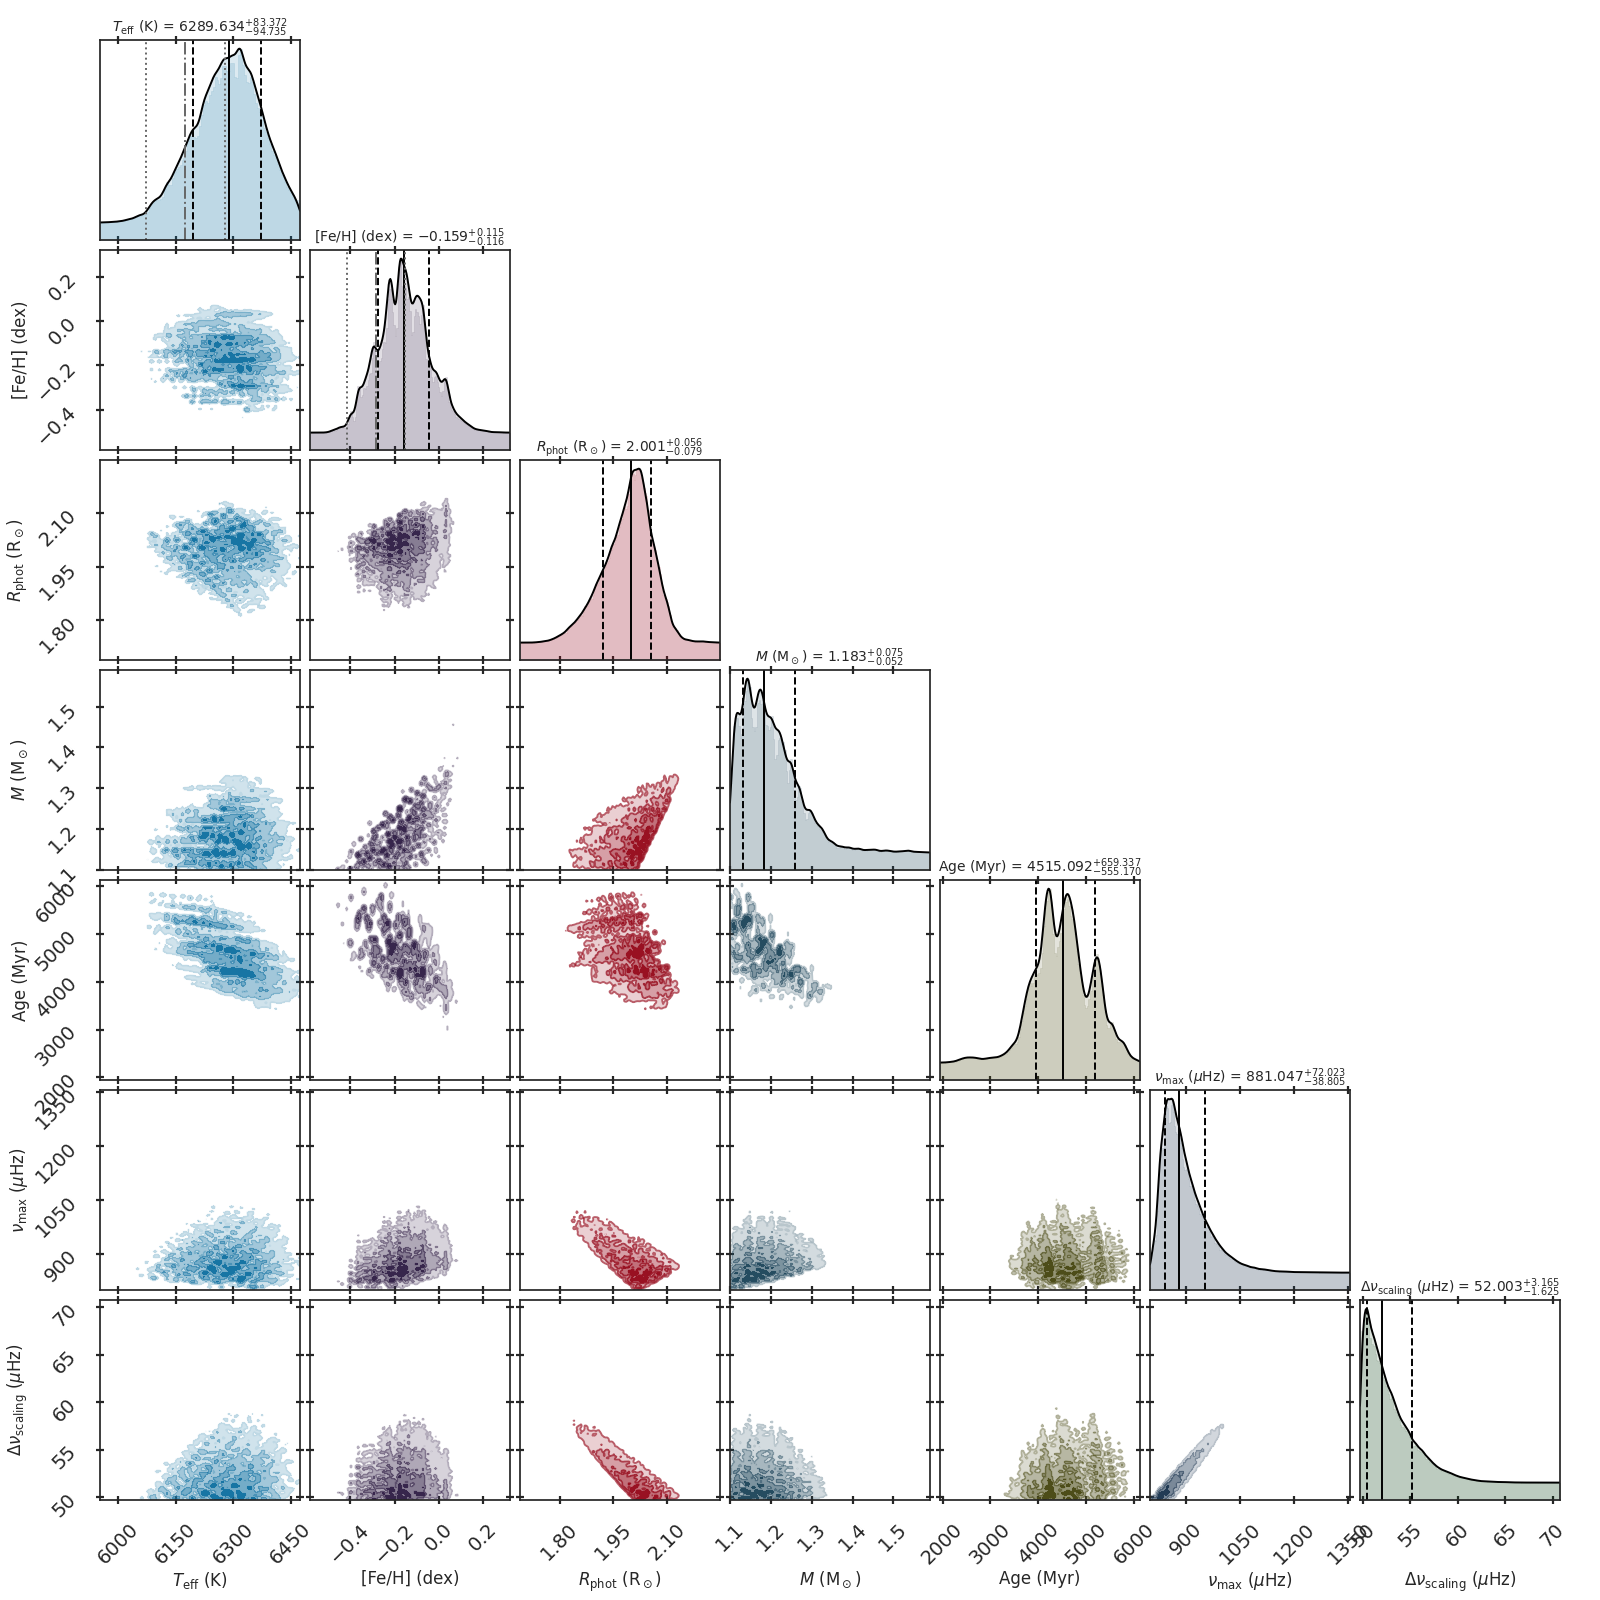 T_eff (K) = 6289.634 +83.372 −94.735
[Fe/H] (dex) = −0.159 +0.115 −0.116
0.2
0.0
−0.2
−0.4
[Fe/H] (dex)
R_phot (R⊙) = 2.001 +0.056 −0.079
2.10
1.95
1.80
R_phot (R⊙)
M (M⊙) = 1.183 +0.075 −0.052
1.5
1.4
1.3
1.2
1.1
M (M⊙)
Age (Myr) = 4515.092 +659.337 −555.170
6000
5000
4000
3000
2000
Age (Myr)
ν_max (μHz) = 881.047 +72.023 −38.805
1350
1200
1050
900
ν_max (μHz)
Δν_scaling (μHz) = 52.003 +3.165 −1.625
70
65
60
55
50
Δν_scaling (μHz)
6000 6150 6300 6450 −0.4 −0.2 0.0 0.2 1.80 1.95 2.10 1.1 1.2 1.3 1.4 1.5 2000 3000 4000 5000 6000 900 1050 1200 1350 50 55 60 65 70
T_eff (K) [Fe/H] (dex) R_phot (R⊙) M (M⊙) Age (Myr) ν_max (μHz) Δν_scaling (μHz)